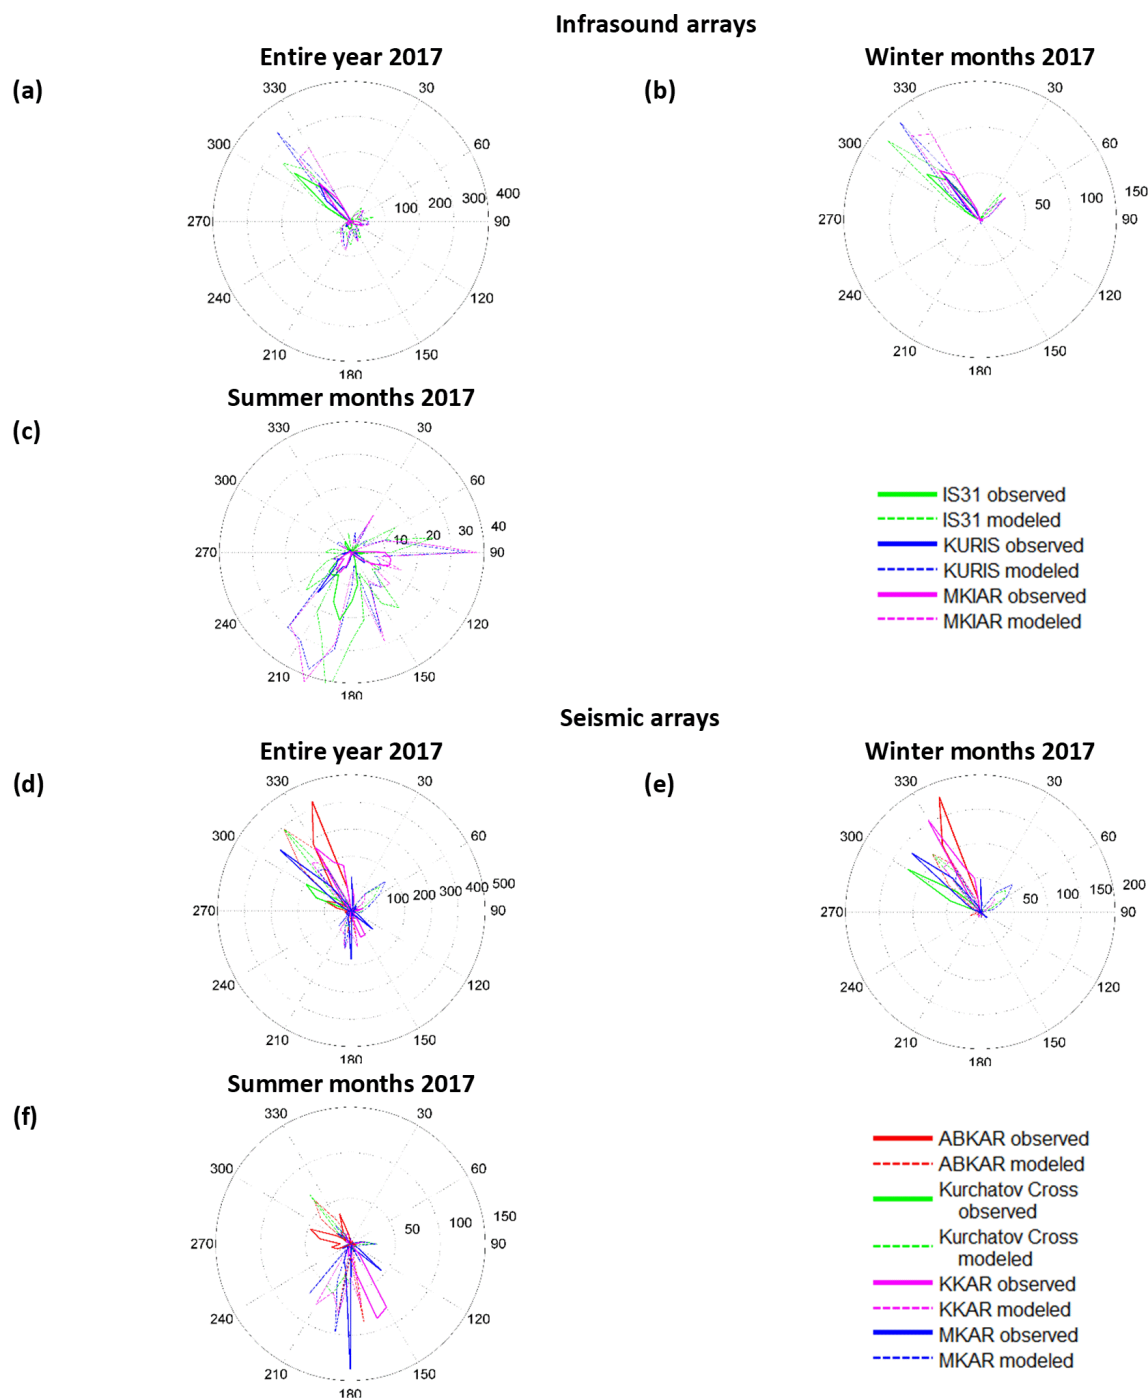 Infrasound arrays
Entire year 2017
Winter months 2017
(a)
(b)
330
30
300
60
100 200 300 400
270
90
240
120
210
150
180
330
30
300
60
50 100 150
270
90
240
120
210
150
180
Summer months 2017
(c)
330
30
300
60
10 20 30 40
270
90
240
120
210
150
180
IS31 observed
IS31 modeled
KURIS observed
KURIS modeled
MKIAR observed
MKIAR modeled
Seismic arrays
Entire year 2017
Winter months 2017
(d)
(e)
330
30
300
60
100 200 300 400 500
270
90
240
120
210
150
180
330
30
300
60
50 100 150 200
270
90
240
120
210
150
180
Summer months 2017
(f)
330
30
300
60
50 100 150
270
90
240
120
210
150
180
ABKAR observed
ABKAR modeled
Kurchatov Cross
observed
Kurchatov Cross
modeled
KKAR observed
KKAR modeled
MKAR observed
MKAR modeled